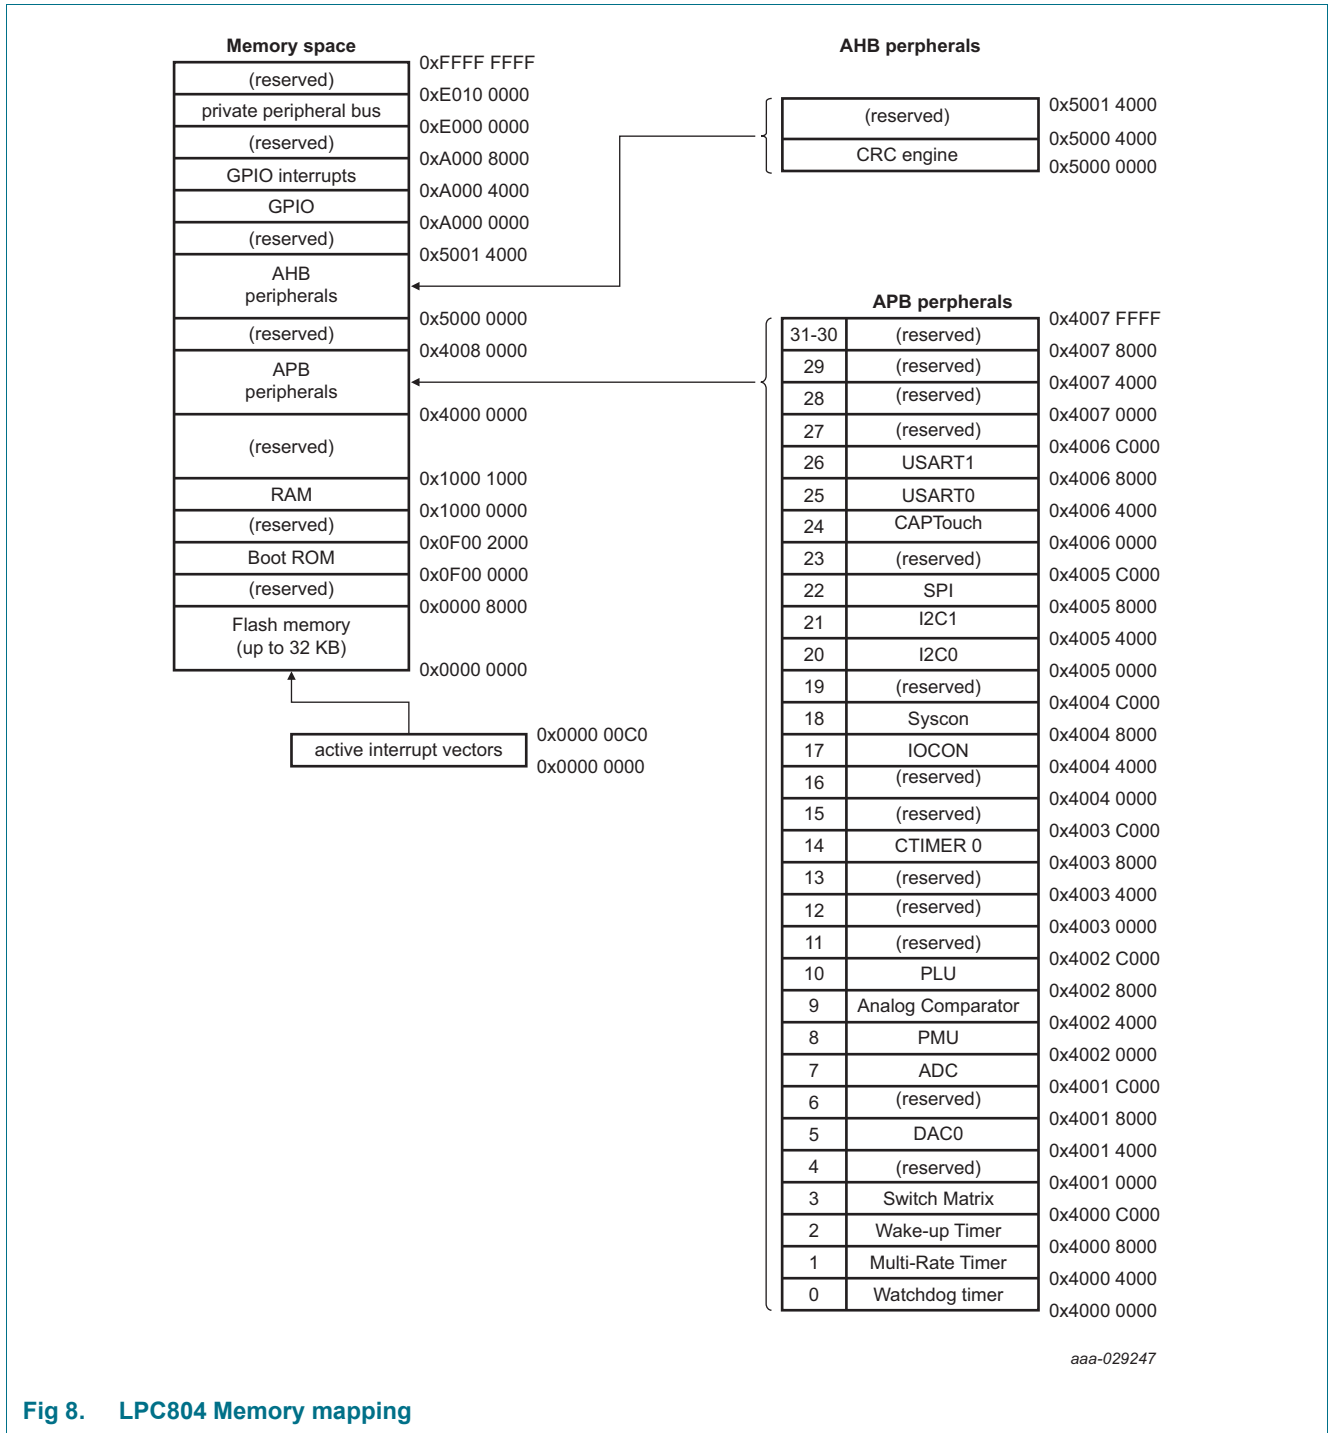 Memory space
0xFFFF FFFF
(reserved)
0xE010 0000
private peripheral bus
0xE000 0000
(reserved)
0xA000 8000
GPIO interrupts
0xA000 4000
GPIO
0xA000 0000
(reserved)
0x5001 4000
AHB
peripherals
0x5000 0000
(reserved)
0x4008 0000
APB
peripherals
0x4000 0000
(reserved)
0x1000 1000
RAM
0x1000 0000
(reserved)
0x0F00 2000
Boot ROM
0x0F00 0000
(reserved)
0x0000 8000
Flash memory
(up to 32 KB)
0x0000 0000
active interrupt vectors
0x0000 00C0
0x0000 0000
AHB perpherals
0x5001 4000
(reserved)
0x5000 4000
CRC engine
0x5000 0000
APB perpherals
0x4007 FFFF
31-30 (reserved)
0x4007 8000
29 (reserved)
0x4007 4000
28 (reserved)
0x4007 0000
27 (reserved)
0x4006 C000
26 USART1
0x4006 8000
25 USART0
0x4006 4000
24 CAPTouch
0x4006 0000
23 (reserved)
0x4005 C000
22 SPI
0x4005 8000
21 I2C1
0x4005 4000
20 I2C0
0x4005 0000
19 (reserved)
0x4004 C000
18 Syscon
0x4004 8000
17 IOCON
0x4004 4000
16 (reserved)
0x4004 0000
15 (reserved)
0x4003 C000
14 CTIMER 0
0x4003 8000
13 (reserved)
0x4003 4000
12 (reserved)
0x4003 0000
11 (reserved)
0x4002 C000
10 PLU
0x4002 8000
9 Analog Comparator
0x4002 4000
8 PMU
0x4002 0000
7 ADC
0x4001 C000
6 (reserved)
0x4001 8000
5 DAC0
0x4001 4000
4 (reserved)
0x4001 0000
3 Switch Matrix
0x4000 C000
2 Wake-up Timer
0x4000 8000
1 Multi-Rate Timer
0x4000 4000
0 Watchdog timer
0x4000 0000
aaa-029247
Fig 8. LPC804 Memory mapping